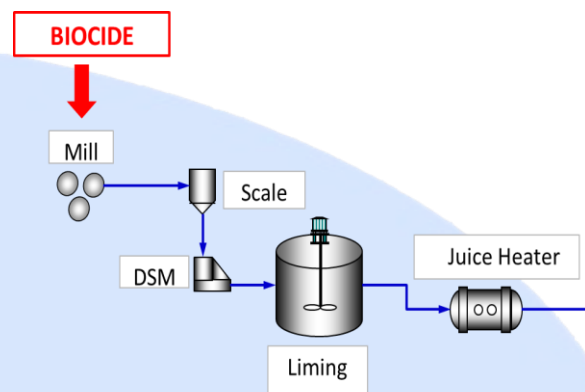 BIOCIDE
Mill
Scale
DSM
Juice Heater
Liming